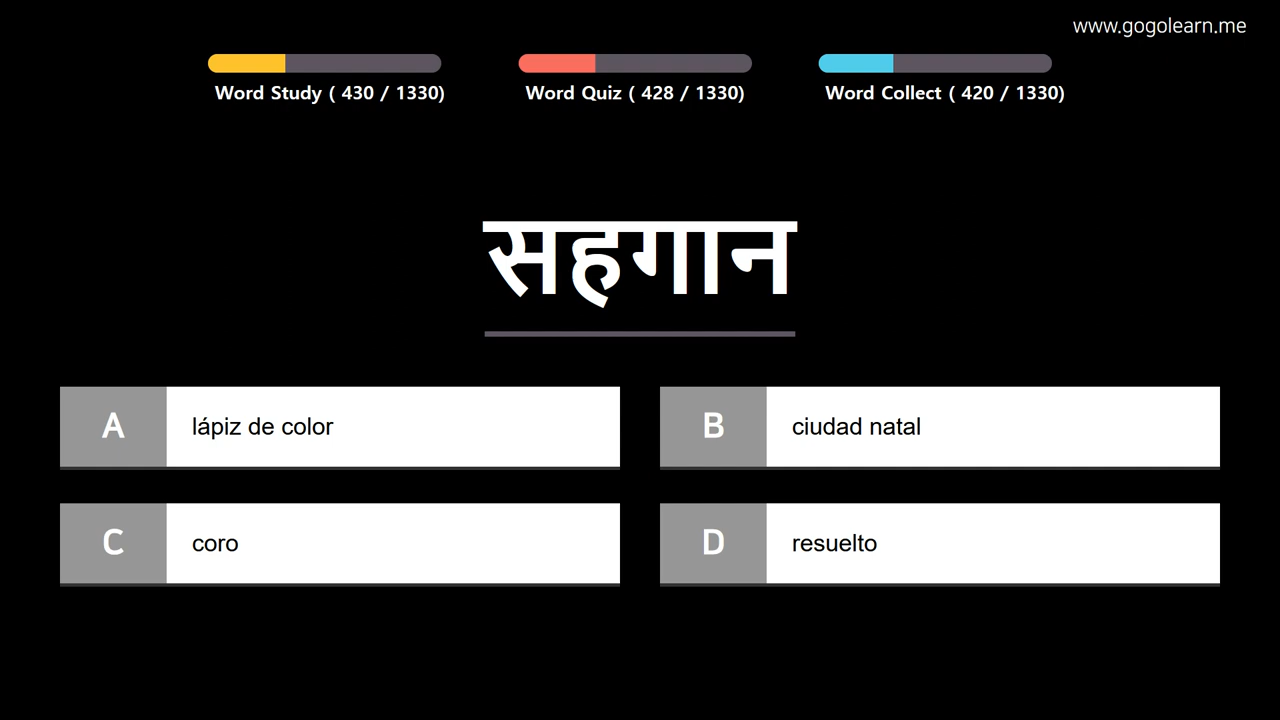 www.gogolearn.me
Word Study ( 430 / 1330)
Word Quiz ( 428 / 1330)
Word Collect ( 420 / 1330)
सहगान
A lápiz de color
B ciudad natal
C coro
D resuelto